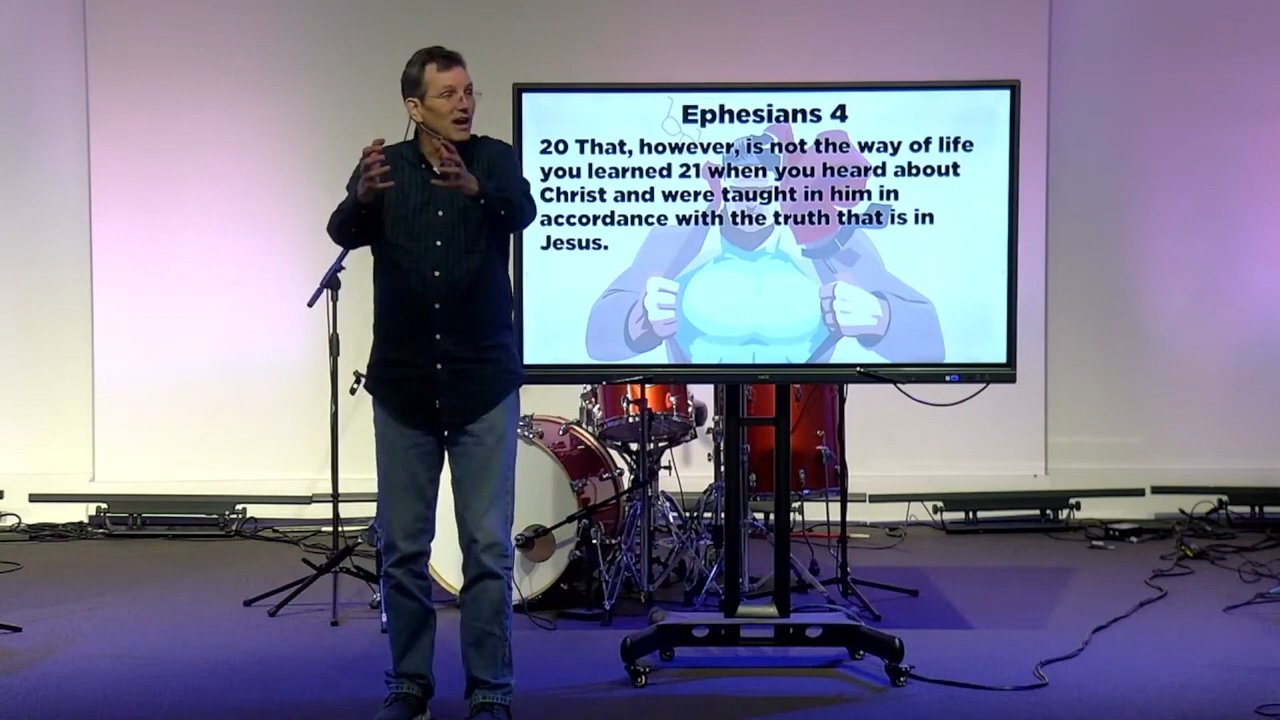 Ephesians 4
20 That, however, is not the way of life
you learned 21 when you heard about
Christ and were taught in him in
accordance with the truth that is in
Jesus.